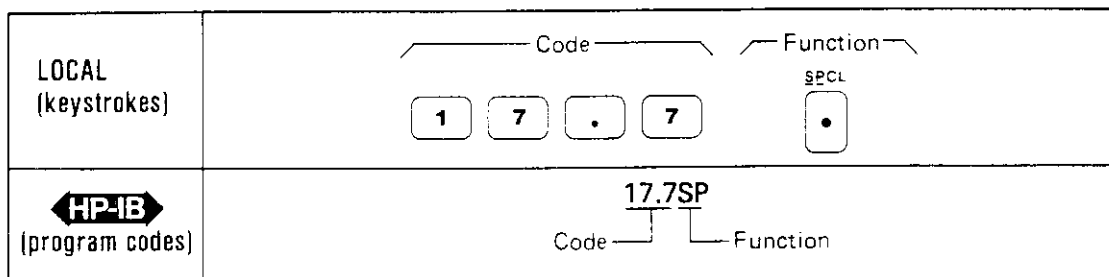 LOCAL
(keystrokes)
Code
Function
1 7 . 7
SPCL
HP-IB
(program codes)
17.7SP
Code
Function